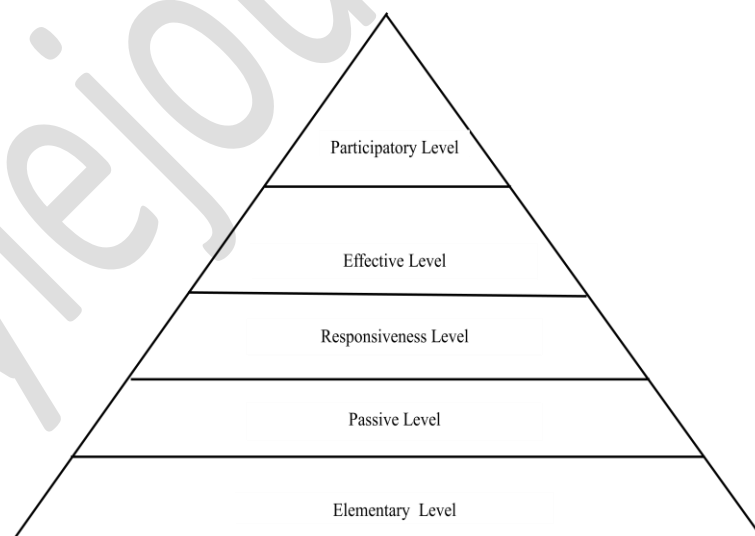 Participatory Level
Effective Level
Responsiveness Level
Passive Level
Elementary Level